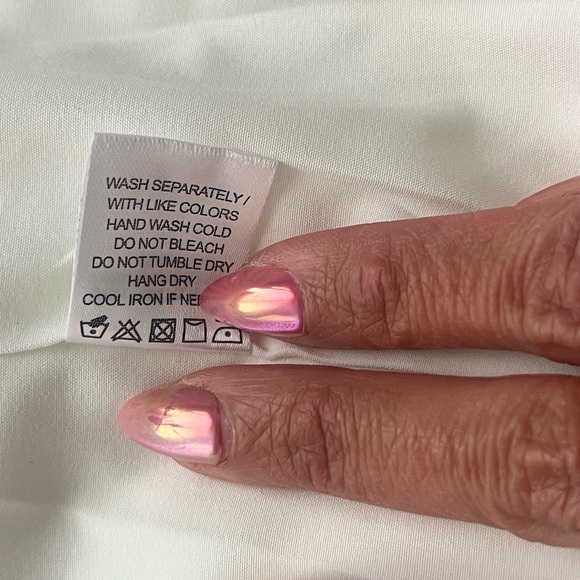 WASH SEPARATELY /
WITH LIKE COLORS
HAND WASH COLD
DO NOT BLEACH
DO NOT TUMBLE DRY
HANG DRY
COOL IRON IF